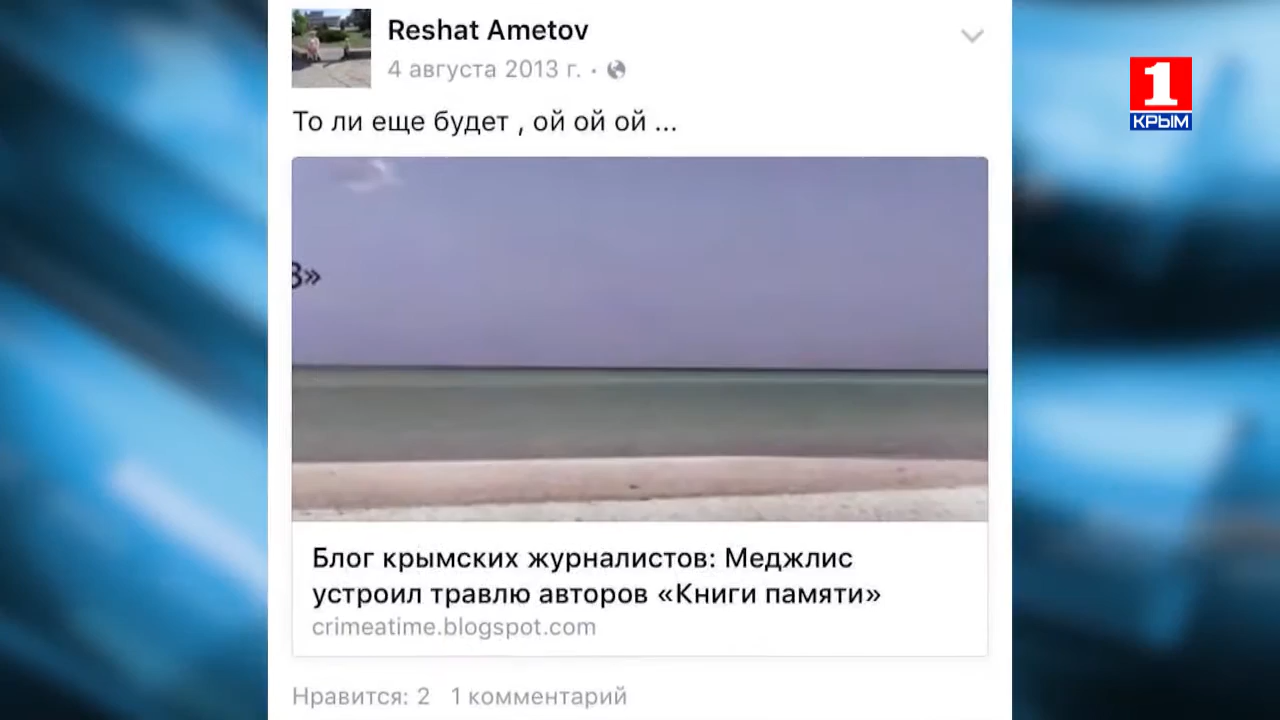 Reshat Ametov
4 августа 2013 г. ·
1
КРЫМ
То ли еще будет , ой ой ой ...
В»
Блог крымских журналистов: Меджлис
устроил травлю авторов «Книги памяти»
crimeatime.blogspot.com
Нравится: 2 1 комментарий